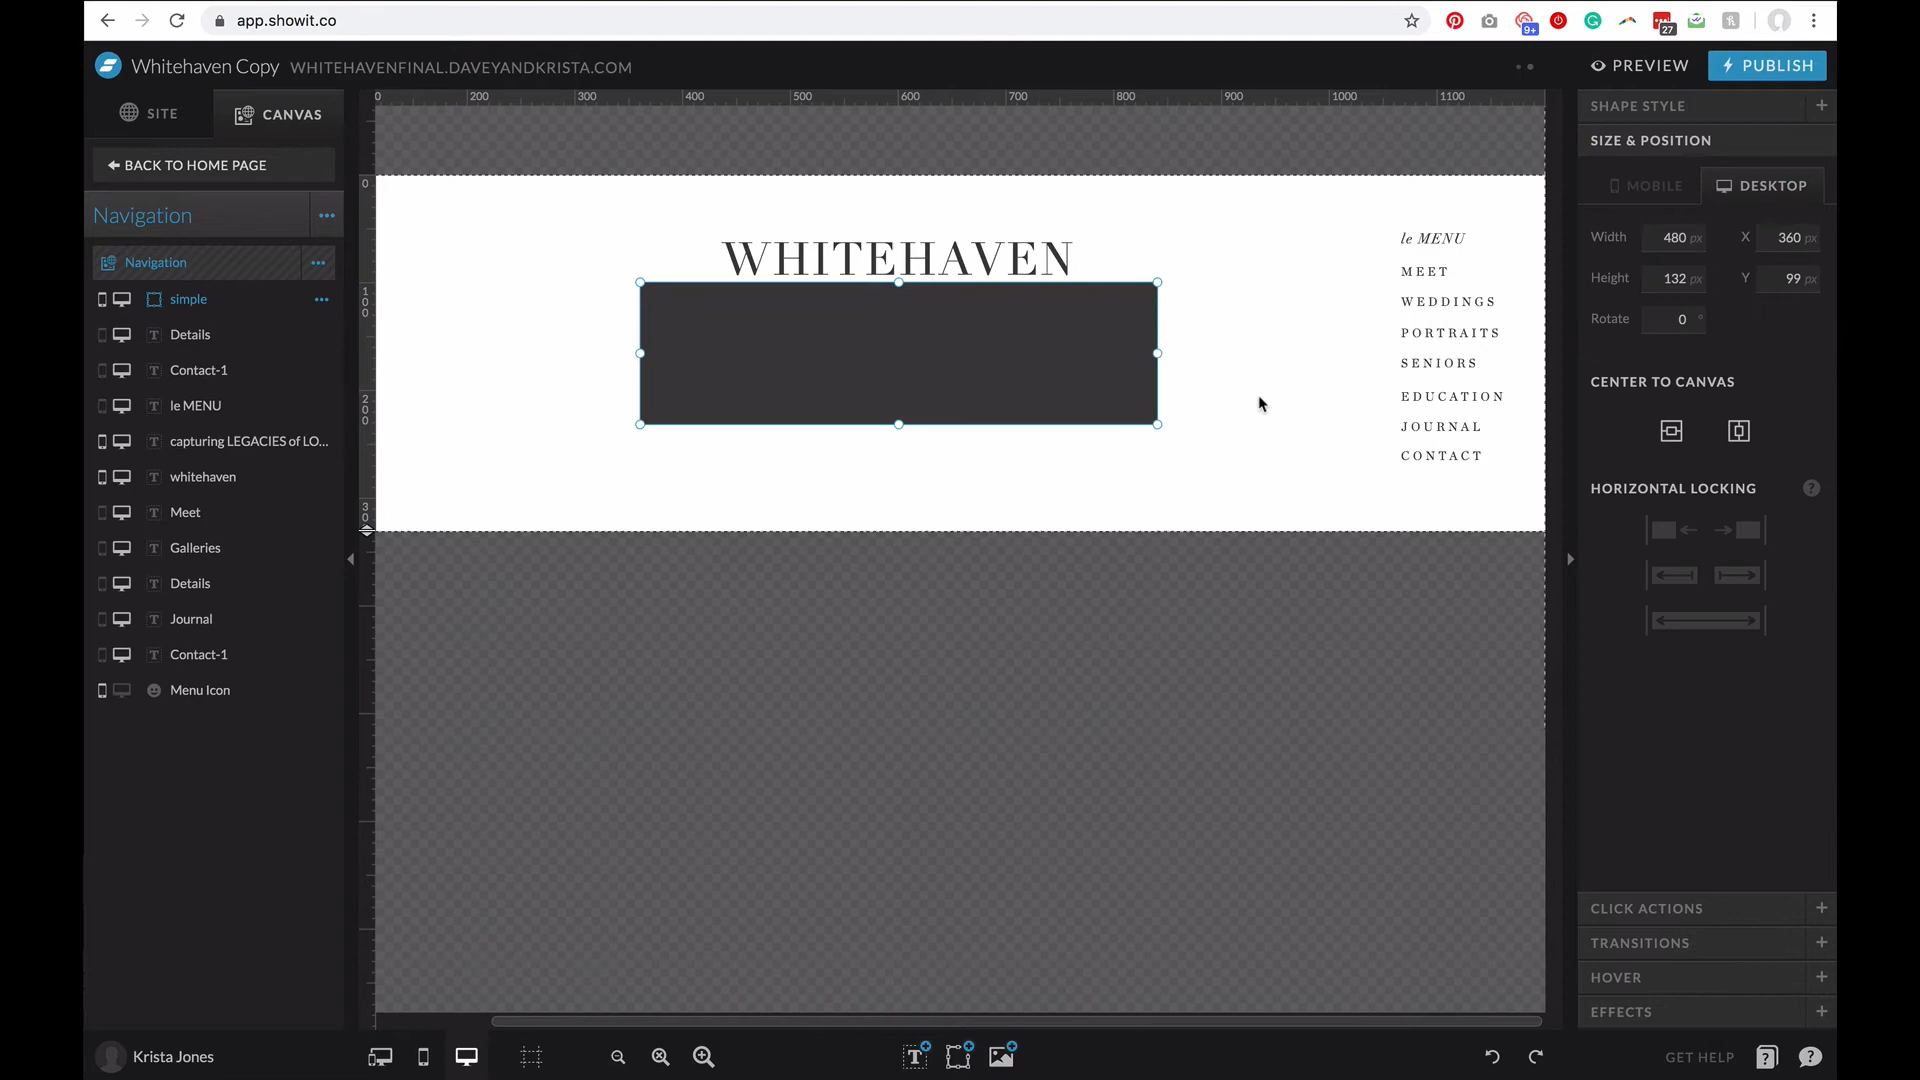 app.showit.co
9+
27
Whitehaven Copy WHITEHAVENFINAL.DAVEYANDKRISTA.COM
PREVIEW
PUBLISH
SITE
CANVAS
BACK TO HOME PAGE
Navigation
Navigation
simple
Details
Contact-1
le MENU
capturing LEGACIES of LO...
whitehaven
Meet
Galleries
Details
Journal
Contact-1
Menu Icon
Krista Jones
0 200 300 400 500 600 700 800 900 1000 1100
0
100
200
30
WHITEHAVEN
le MENU
MEET
WEDDINGS
PORTRAITS
SENIORS
EDUCATION
JOURNAL
CONTACT
SHAPE STYLE +
SIZE & POSITION
MOBILE DESKTOP
Width 480 px X 360 px
Height 132 px Y 99 px
Rotate 0 °
CENTER TO CANVAS
HORIZONTAL LOCKING ?
CLICK ACTIONS +
TRANSITIONS +
HOVER +
EFFECTS +
T
GET HELP ? ?